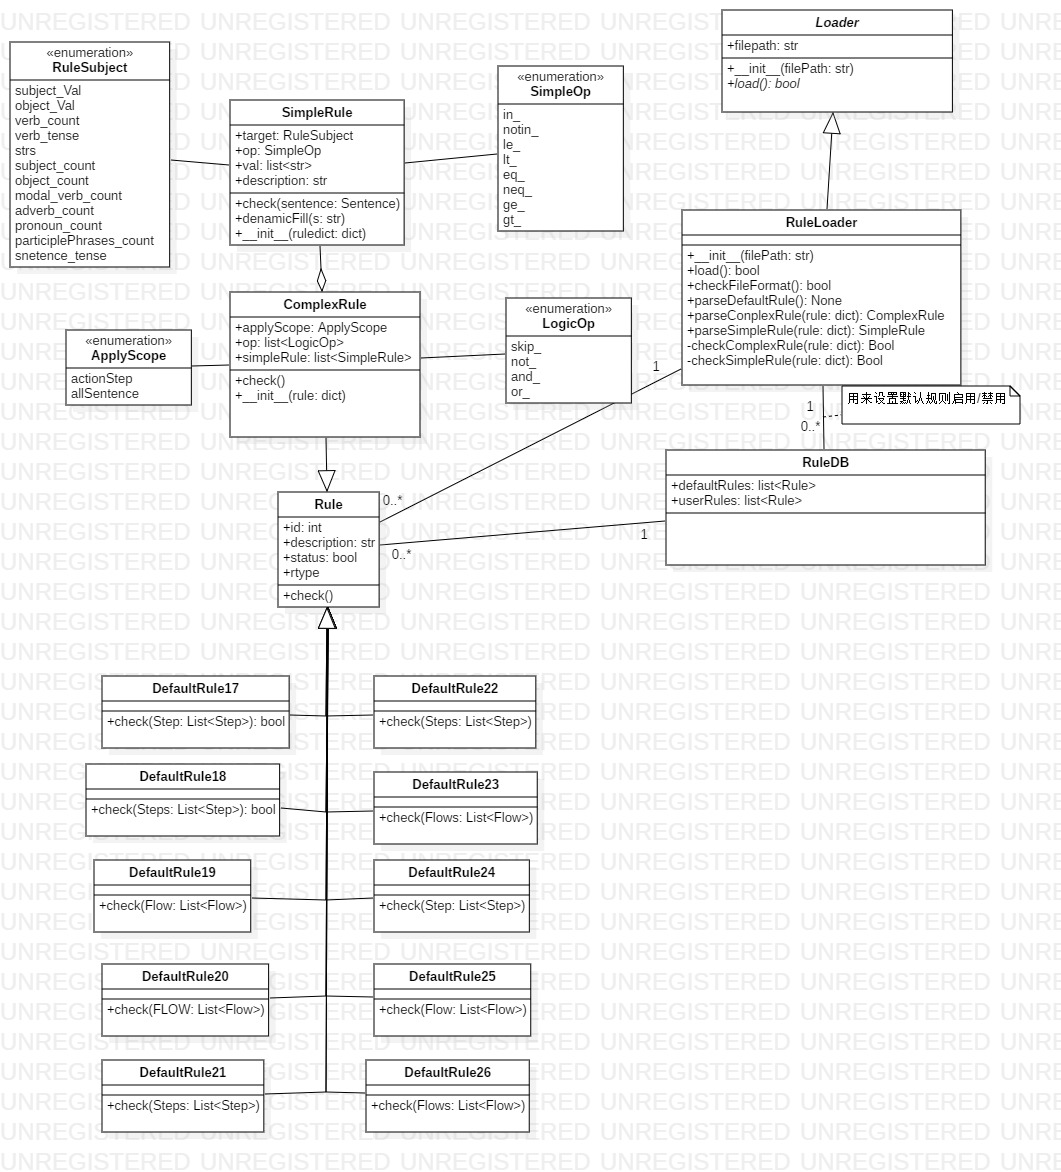 «enumeration»
RuleSubject
subject_Val
object_Val
verb_count
verb_tense
strs
subject_count
object_count
modal_verb_count
adverb_count
pronoun_count
participlePhrases_count
snetence_tense
SimpleRule
+target: RuleSubject
+op: SimpleOp
+val: list<str>
+description: str
+check(sentence: Sentence)
+denamicFill(s: str)
+__init__(ruledict: dict)
«enumeration»
SimpleOp
in_
notin_
le_
lt_
eq_
neq_
ge_
gt_
Loader
+filepath: str
+__init__(filePath: str)
+load(): bool
RuleLoader
+__init__(filePath: str)
+load(): bool
+checkFileFormat(): bool
+parseDefaultRule(): None
+parseConplexRule(rule: dict): ComplexRule
+parseSimpleRule(rule: dict): SimpleRule
-checkComplexRule(rule: dict): Bool
-checkSimpleRule(rule: dict): Bool
«enumeration»
ApplyScope
actionStep
allSentence
ComplexRule
+applyScope: ApplyScope
+op: list<LogicOp>
+simpleRule: list<SimpleRule>
+check()
+__init__(rule: dict)
«enumeration»
LogicOp
skip_
not_
and_
or_
1
用来设置默认规则启用/禁用
1
0..*
RuleDB
+defaultRules: list<Rule>
+userRules: list<Rule>
Rule
+id: int
+description: str
+status: bool
+rtype
+check()
0..*
0..*
1
DefaultRule17
+check(Step: List<Step>): bool
DefaultRule22
+check(Steps: List<Step>)
DefaultRule18
+check(Steps: List<Step>): bool
DefaultRule23
+check(Flows: List<Flow>)
DefaultRule19
+check(Flow: List<Flow>)
DefaultRule24
+check(Step: List<Step>)
DefaultRule20
+check(FLOW: List<Flow>)
DefaultRule25
+check(Flow: List<Flow>)
DefaultRule21
+check(Steps: List<Step>)
DefaultRule26
+check(Flows: List<Flow>)
UNREGISTERED